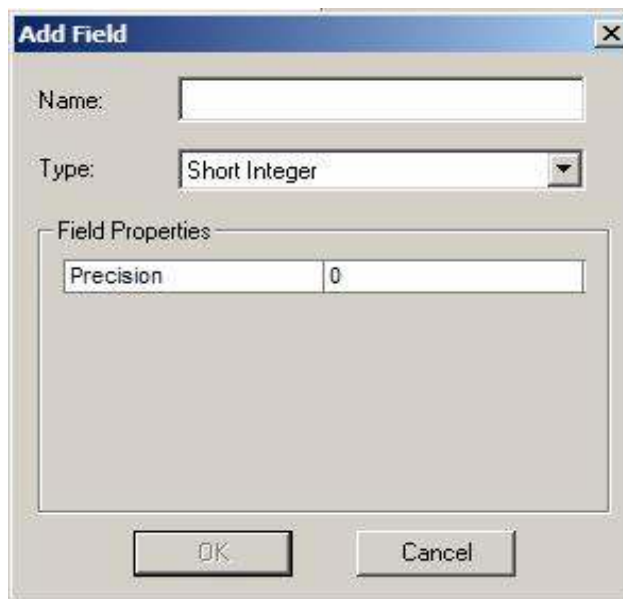 Add Field
Name:
Type: Short Integer
Field Properties
Precision 0
OK Cancel